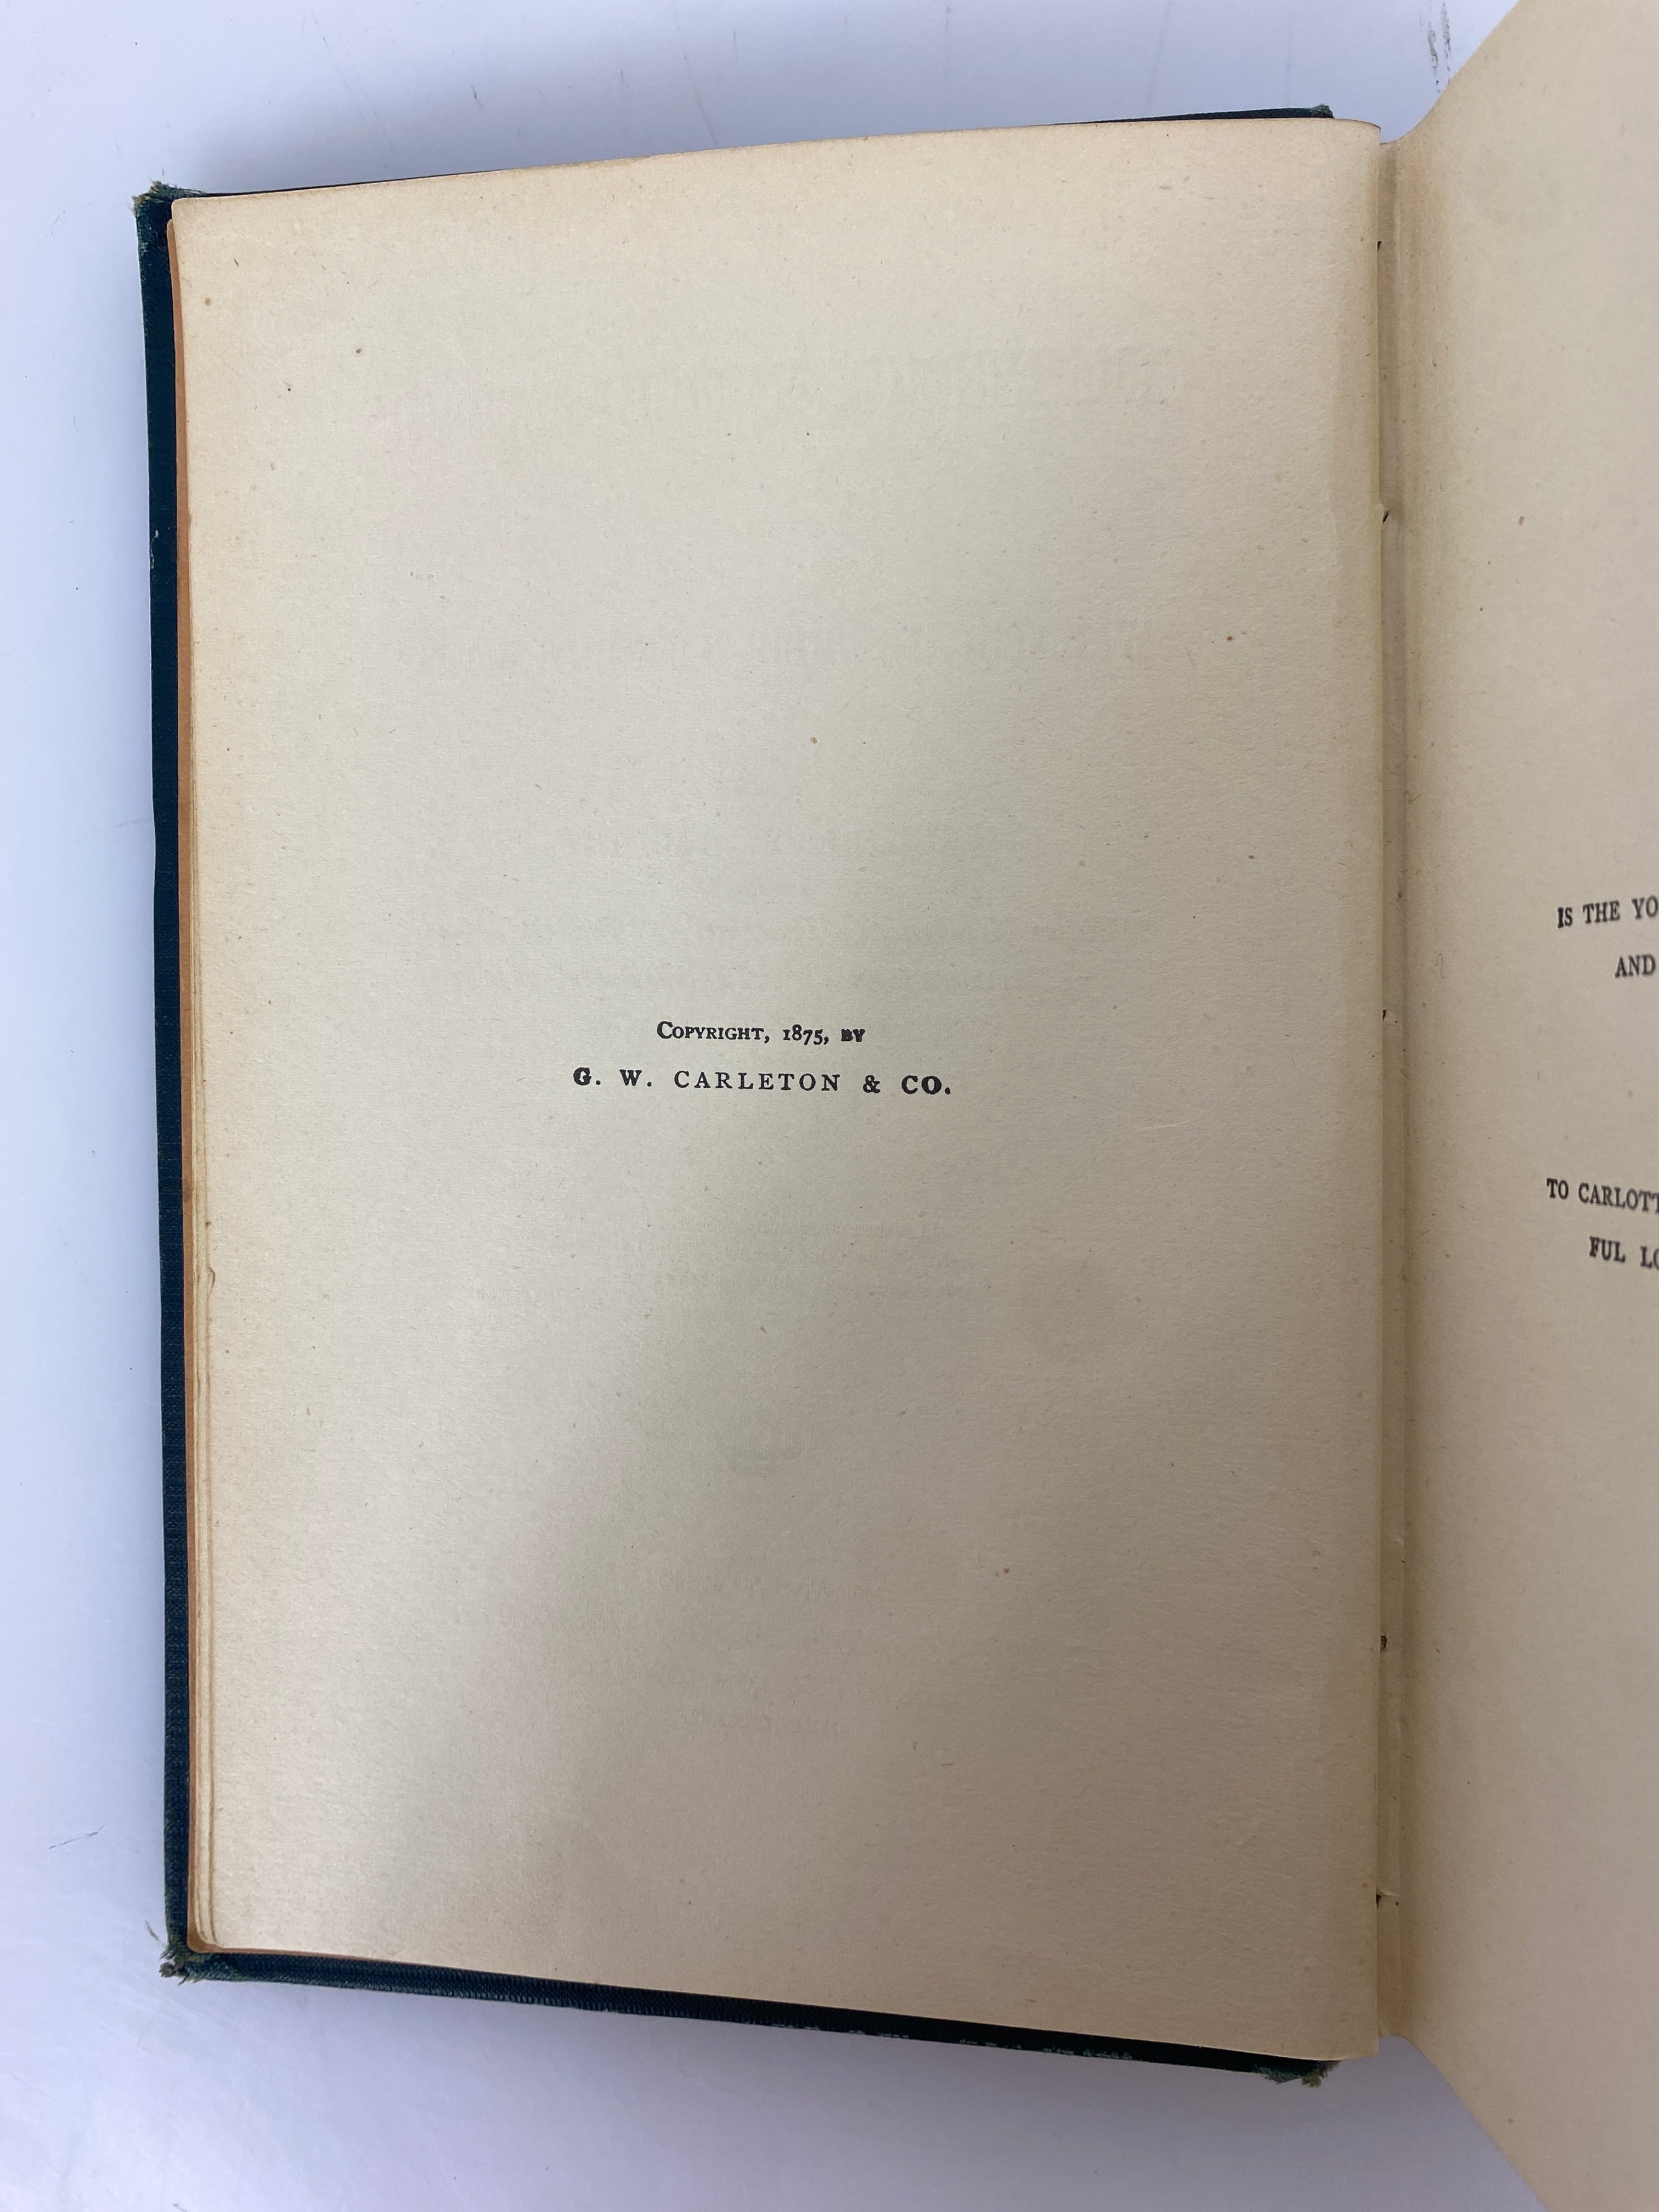 COPYRIGHT, 1875, BY
G. W. CARLETON & CO.
IS THE YO
AND
TO CARLOTT
FUL LO